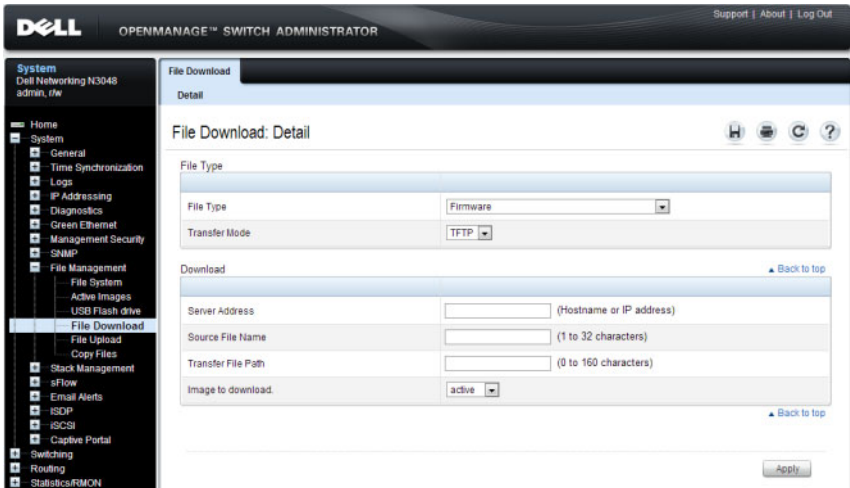 Support | About | Log Out
DELL OPENMANAGE™ SWITCH ADMINISTRATOR
System
Dell Networking N3048
admin, r/w
Home
System
General
Time Synchronization
Logs
IP Addressing
Diagnostics
Green Ethernet
Management Security
SNMP
File Management
File System
Active Images
USB Flash drive
File Download
File Upload
Copy Files
Stack Management
sFlow
Email Alerts
ISDP
iSCSI
Captive Portal
Switching
Routing
Statistics/RMON
File Download
Detail
File Download: Detail
File Type
File Type Firmware
Transfer Mode TFTP
Download Back to top
Server Address (Hostname or IP address)
Source File Name (1 to 32 characters)
Transfer File Path (0 to 160 characters)
Image to download. active
Back to top
Apply